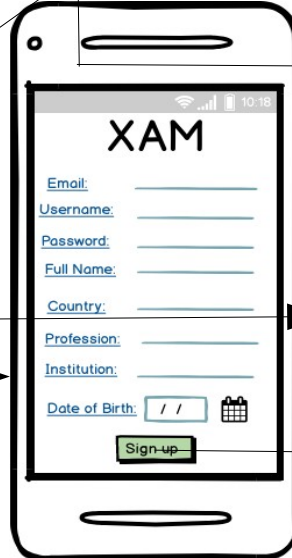 10:18
XAM
Email:
Username:
Password:
Full Name:
Country:
Profession:
Institution:
Date of Birth: / /
Sign up